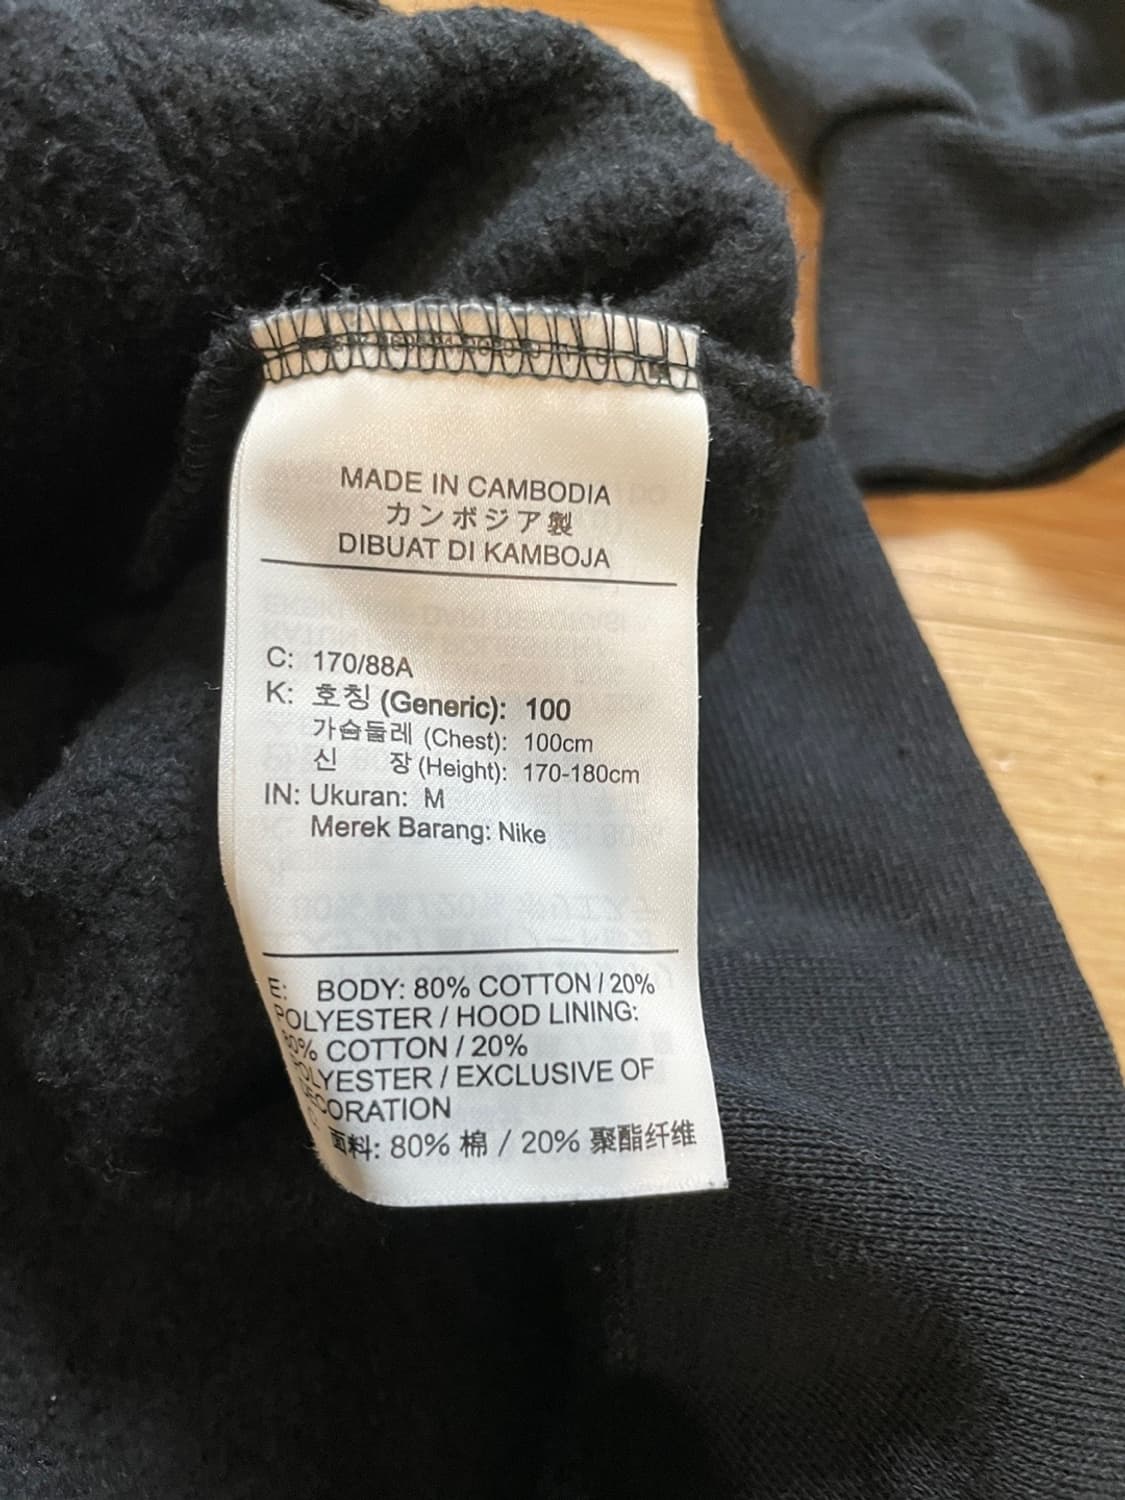 MADE IN CAMBODIA
カンボジア製
DIBUAT DI KAMBOJA
C: 170/88A
K: 호칭 (Generic): 100
가슴둘레 (Chest): 100cm
신 장 (Height): 170-180cm
IN: Ukuran: M
Merek Barang: Nike
E: BODY: 80% COTTON / 20%
POLYESTER / HOOD LINING:
80% COTTON / 20%
POLYESTER / EXCLUSIVE OF
DECORATION
面料: 80% 棉 / 20% 聚酯纤维